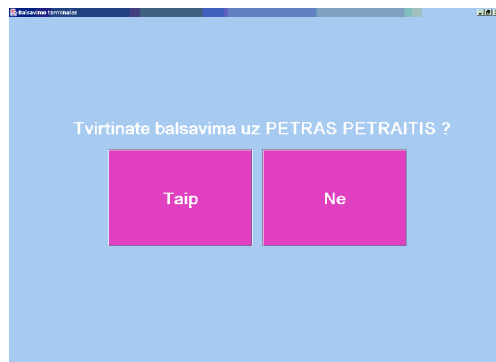 Balsavimo terminalas
Tvirtinate balsavima uz PETRAS PETRAITIS ?
Taip
Ne